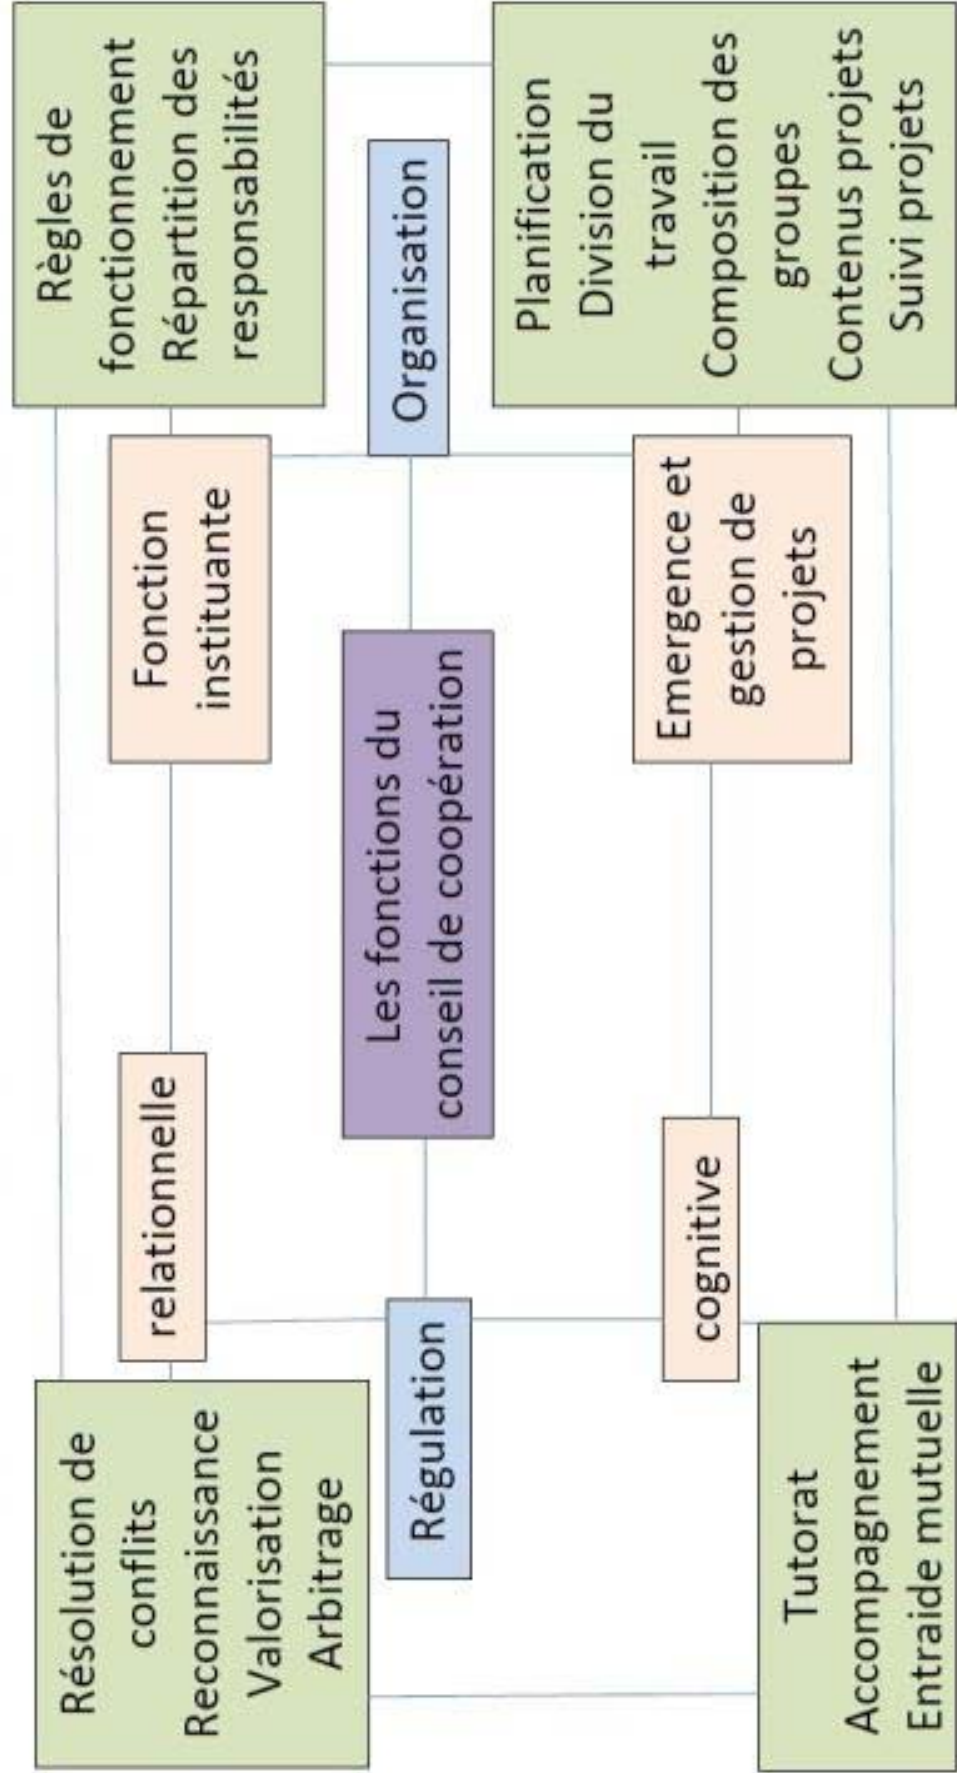 Résolution de
conflits
Reconnaissance
Valorisation
Arbitrage
relationnelle
Fonction
instituante
Règles de
fonctionnement
Répartition des
responsabilités
Régulation
Les fonctions du
conseil de coopération
Organisation
Tutorat
Accompagnement
Entraide mutuelle
cognitive
Emergence et
gestion de
projets
Planification
Division du
travail
Composition des
groupes
Contenus projets
Suivi projets